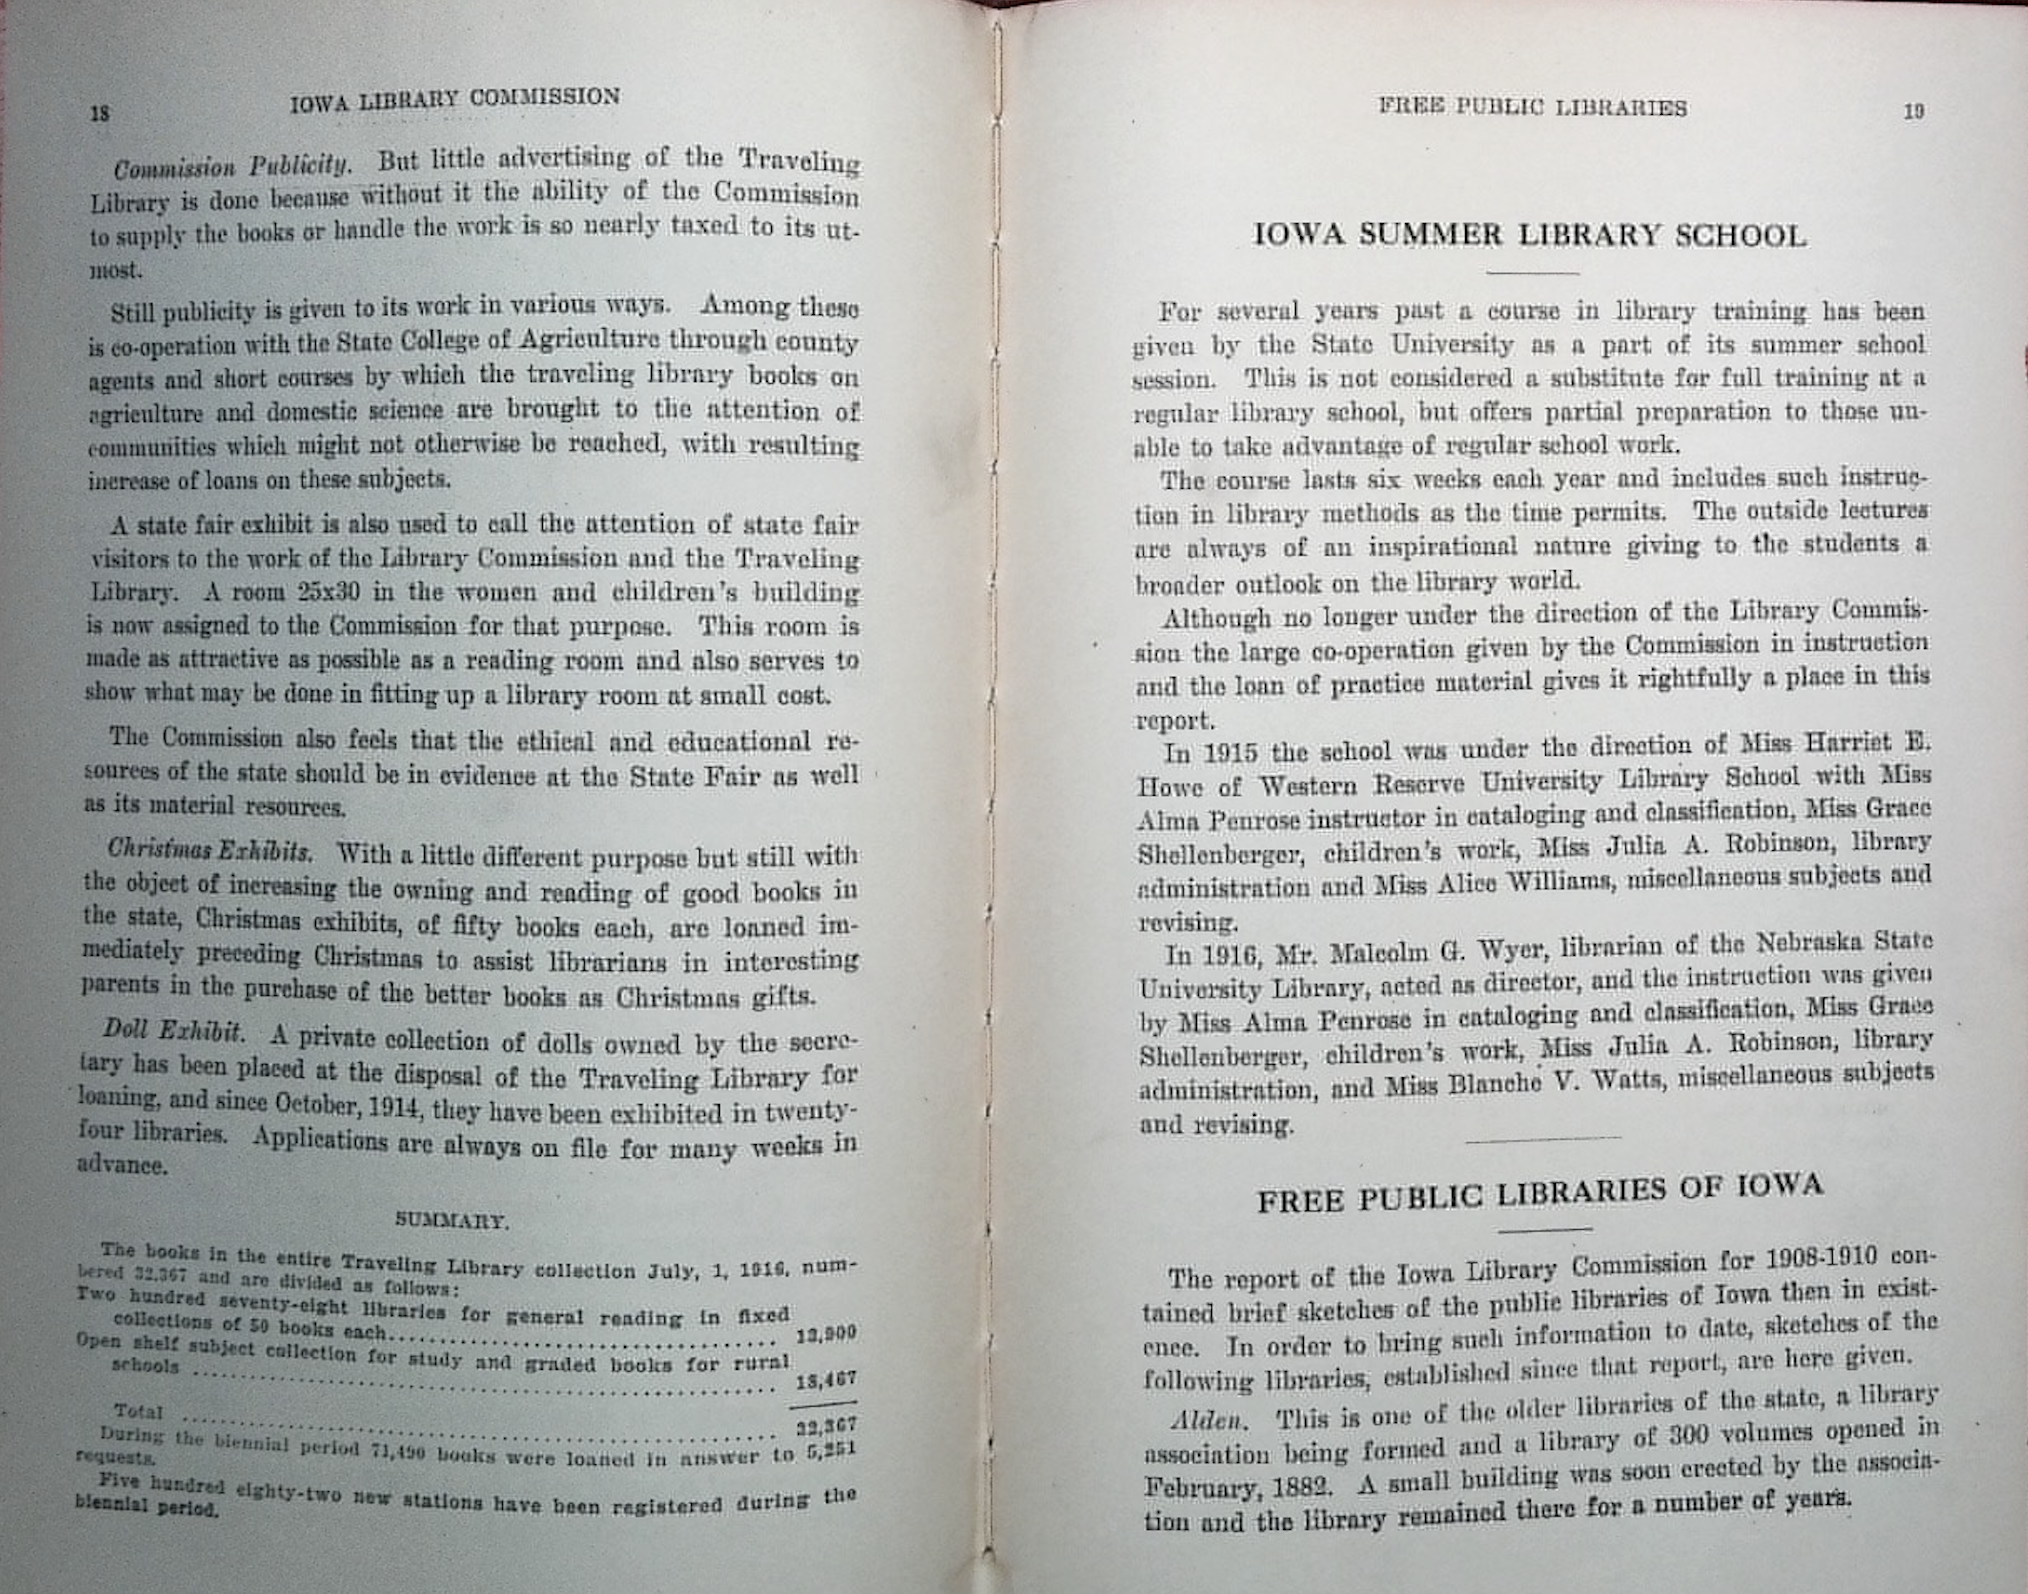 18
IOWA LIBRARY COMMISSION
Commission Publicity. But little advertising of the Traveling
Library is done because without it the ability of the Commission
to supply the books or handle the work is so nearly taxed to its ut-
most.
Still publicity is given to its work in various ways. Among these
is co-operation with the State College of Agriculture through county
agents and short courses by which the traveling library books on
agriculture and domestic science are brought to the attention of
communities which might not otherwise be reached, with resulting
increase of loans on these subjects.
A state fair exhibit is also used to call the attention of state fair
visitors to the work of the Library Commission and the Traveling
Library. A room 25x30 in the women and children's building
is now assigned to the Commission for that purpose. This room is
made as attractive as possible as a reading room and also serves to
show what may be done in fitting up a library room at small cost.
The Commission also feels that the ethical and educational re-
sources of the state should be in evidence at the State Fair as well
as its material resources.
Christmas Exhibits. With a little different purpose but still with
the object of increasing the owning and reading of good books in
the state, Christmas exhibits, of fifty books each, are loaned im-
mediately preceding Christmas to assist librarians in interesting
parents in the purchase of the better books as Christmas gifts.
Doll Exhibit. A private collection of dolls owned by the secre-
tary has been placed at the disposal of the Traveling Library for
loaning, and since October, 1914, they have been exhibited in twenty-
four libraries. Applications are always on file for many weeks in
advance.
SUMMARY.
The books in the entire Traveling Library collection July, 1, 1916, num-
bered 32,367 and are divided as follows:
Two hundred seventy-eight libraries for general reading in fixed
collections of 50 books each.......................................... 13,900
Open shelf subject collection for study and graded books for rural
schools .............................................................. 18,467
Total .............................................................. 32,367
During the biennial period 71,490 books were loaned in answer to 5,251
requests.
Five hundred eighty-two new stations have been registered during the
biennial period.
FREE PUBLIC LIBRARIES
19
IOWA SUMMER LIBRARY SCHOOL
For several years past a course in library training has been
given by the State University as a part of its summer school
session. This is not considered a substitute for full training at a
regular library school, but offers partial preparation to those un-
able to take advantage of regular school work.
The course lasts six weeks each year and includes such instruc-
tion in library methods as the time permits. The outside lectures
are always of an inspirational nature giving to the students a
broader outlook on the library world.
Although no longer under the direction of the Library Commis-
sion the large co-operation given by the Commission in instruction
and the loan of practice material gives it rightfully a place in this
report.
In 1915 the school was under the direction of Miss Harriet E.
Howe of Western Reserve University Library School with Miss
Alma Penrose instructor in cataloging and classification, Miss Grace
Shellenberger, children's work, Miss Julia A. Robinson, library
administration and Miss Alice Williams, miscellaneous subjects and
revising.
In 1916, Mr. Malcolm G. Wyer, librarian of the Nebraska State
University Library, acted as director, and the instruction was given
by Miss Alma Penrose in cataloging and classification, Miss Grace
Shellenberger, children's work, Miss Julia A. Robinson, library
administration, and Miss Blanche V. Watts, miscellaneous subjects
and revising.
FREE PUBLIC LIBRARIES OF IOWA
The report of the Iowa Library Commission for 1908-1910 con-
tained brief sketches of the public libraries of Iowa then in exist-
ence. In order to bring such information to date, sketches of the
following libraries, established since that report, are here given.
Alden. This is one of the older libraries of the state, a library
association being formed and a library of 300 volumes opened in
February, 1882. A small building was soon erected by the associa-
tion and the library remained there for a number of years.